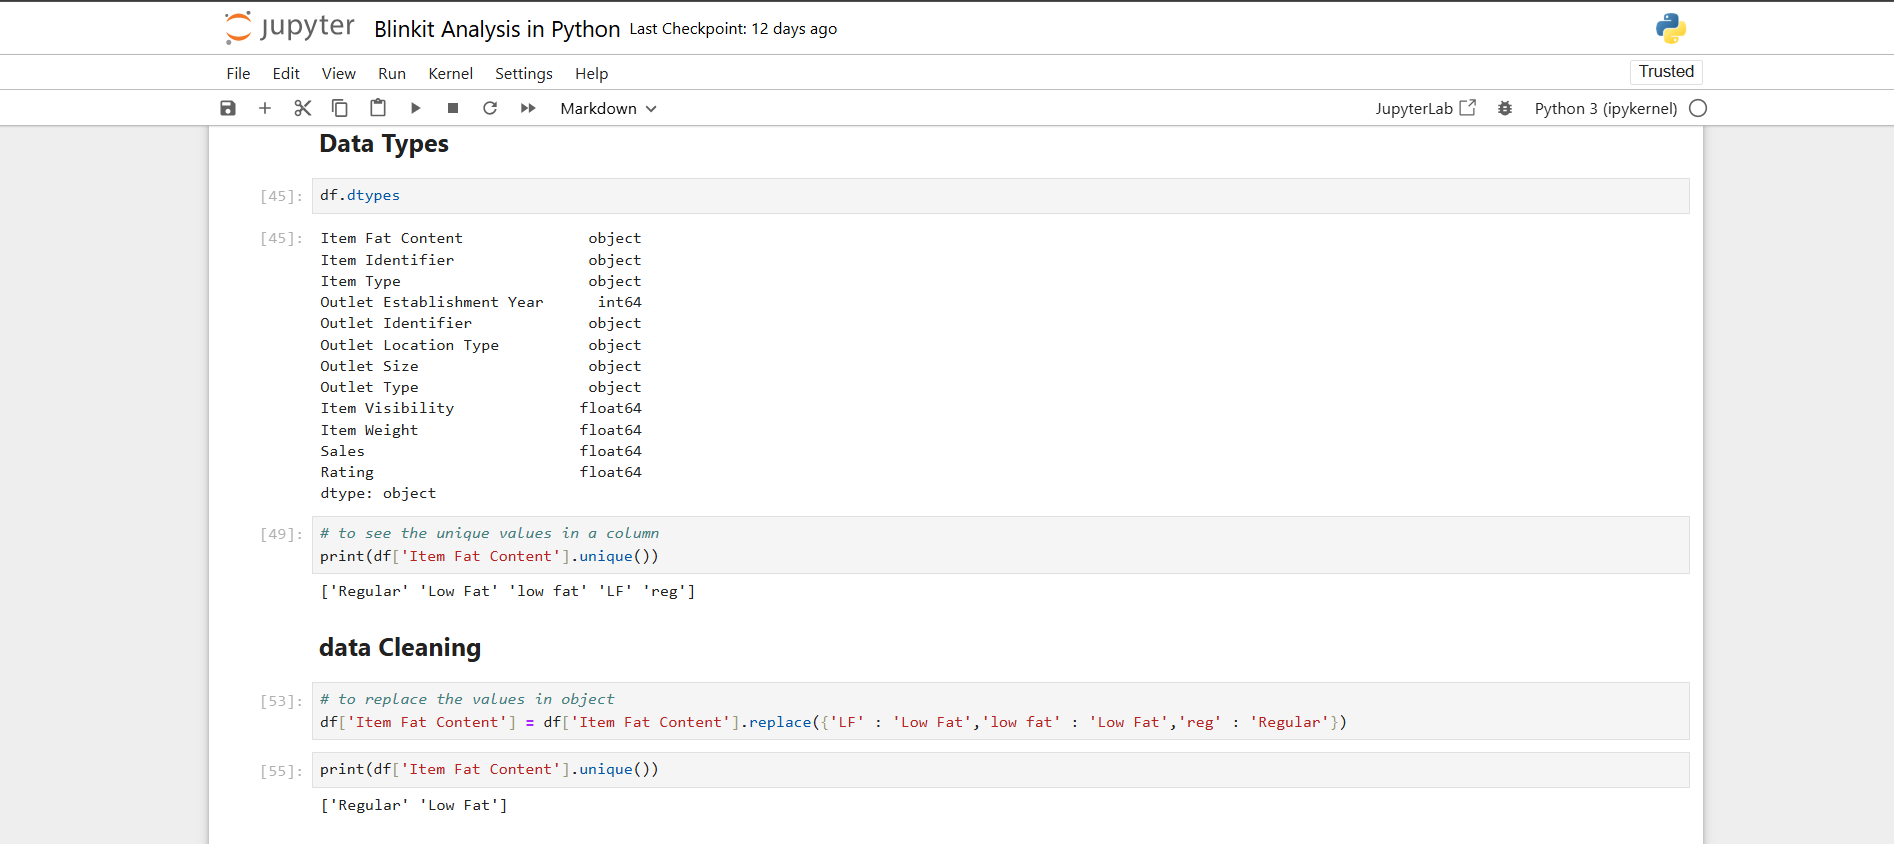 jupyter Blinkit Analysis in Python Last Checkpoint: 12 days ago
File Edit View Run Kernel Settings Help Trusted
Markdown JupyterLab Python 3 (ipykernel)
Data Types
[45]: df.dtypes
[45]: Item Fat Content object
Item Identifier object
Item Type object
Outlet Establishment Year int64
Outlet Identifier object
Outlet Location Type object
Outlet Size object
Outlet Type object
Item Visibility float64
Item Weight float64
Sales float64
Rating float64
dtype: object
[49]: # to see the unique values in a column
print(df['Item Fat Content'].unique())
['Regular' 'Low Fat' 'low fat' 'LF' 'reg']
data Cleaning
[53]: # to replace the values in object
df['Item Fat Content'] = df['Item Fat Content'].replace({'LF' : 'Low Fat','low fat' : 'Low Fat','reg' : 'Regular'})
[55]: print(df['Item Fat Content'].unique())
['Regular' 'Low Fat']